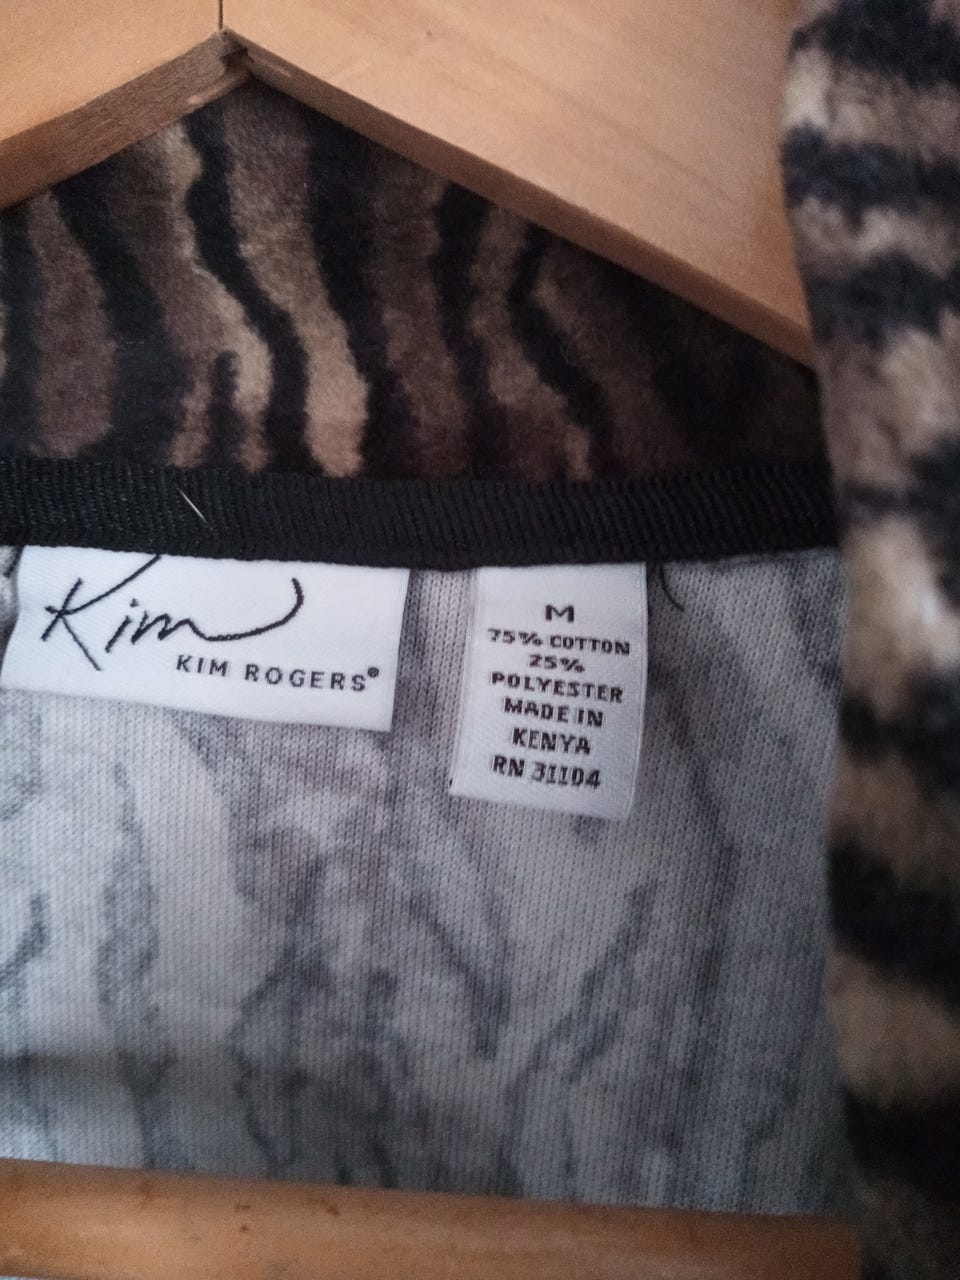 Kim
KIM ROGERS®
M
75% COTTON
25%
POLYESTER
MADE IN
KENYA
RN 31104